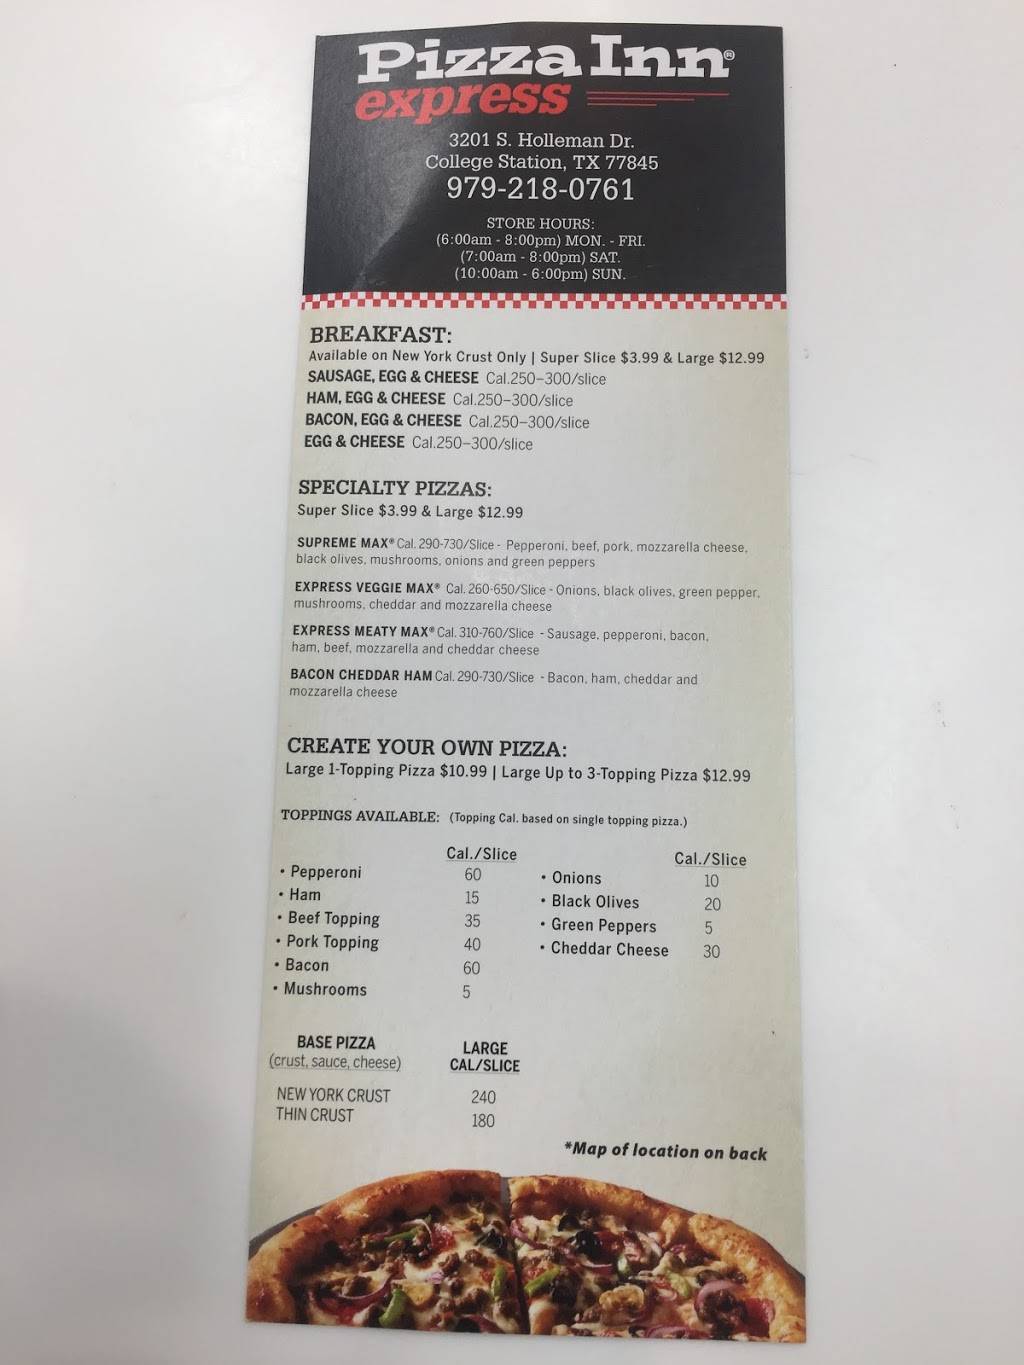 Pizza Inn®
express
3201 S. Holleman Dr.
College Station, TX 77845
979-218-0761
STORE HOURS:
(6:00am - 8:00pm) MON. - FRI.
(7:00am - 8:00pm) SAT.
(10:00am - 6:00pm) SUN.
BREAKFAST:
Available on New York Crust Only | Super Slice $3.99 & Large $12.99
SAUSAGE, EGG & CHEESE Cal.250–300/slice
HAM, EGG & CHEESE Cal.250–300/slice
BACON, EGG & CHEESE Cal.250–300/slice
EGG & CHEESE Cal.250–300/slice
SPECIALTY PIZZAS:
Super Slice $3.99 & Large $12.99
SUPREME MAX® Cal. 290-730/Slice - Pepperoni, beef, pork, mozzarella cheese,
black olives, mushrooms, onions and green peppers
EXPRESS VEGGIE MAX® Cal. 260-650/Slice - Onions, black olives, green pepper,
mushrooms, cheddar and mozzarella cheese
EXPRESS MEATY MAX® Cal. 310-760/Slice - Sausage, pepperoni, bacon,
ham, beef, mozzarella and cheddar cheese
BACON CHEDDAR HAM Cal. 290-730/Slice - Bacon, ham, cheddar and
mozzarella cheese
CREATE YOUR OWN PIZZA:
Large 1-Topping Pizza $10.99 | Large Up to 3-Topping Pizza $12.99
TOPPINGS AVAILABLE: (Topping Cal. based on single topping pizza.)
Cal./Slice
• Pepperoni 60
• Ham 15
• Beef Topping 35
• Pork Topping 40
• Bacon 60
• Mushrooms 5
Cal./Slice
• Onions 10
• Black Olives 20
• Green Peppers 5
• Cheddar Cheese 30
BASE PIZZA LARGE
(crust, sauce, cheese) CAL/SLICE
NEW YORK CRUST 240
THIN CRUST 180
*Map of location on back